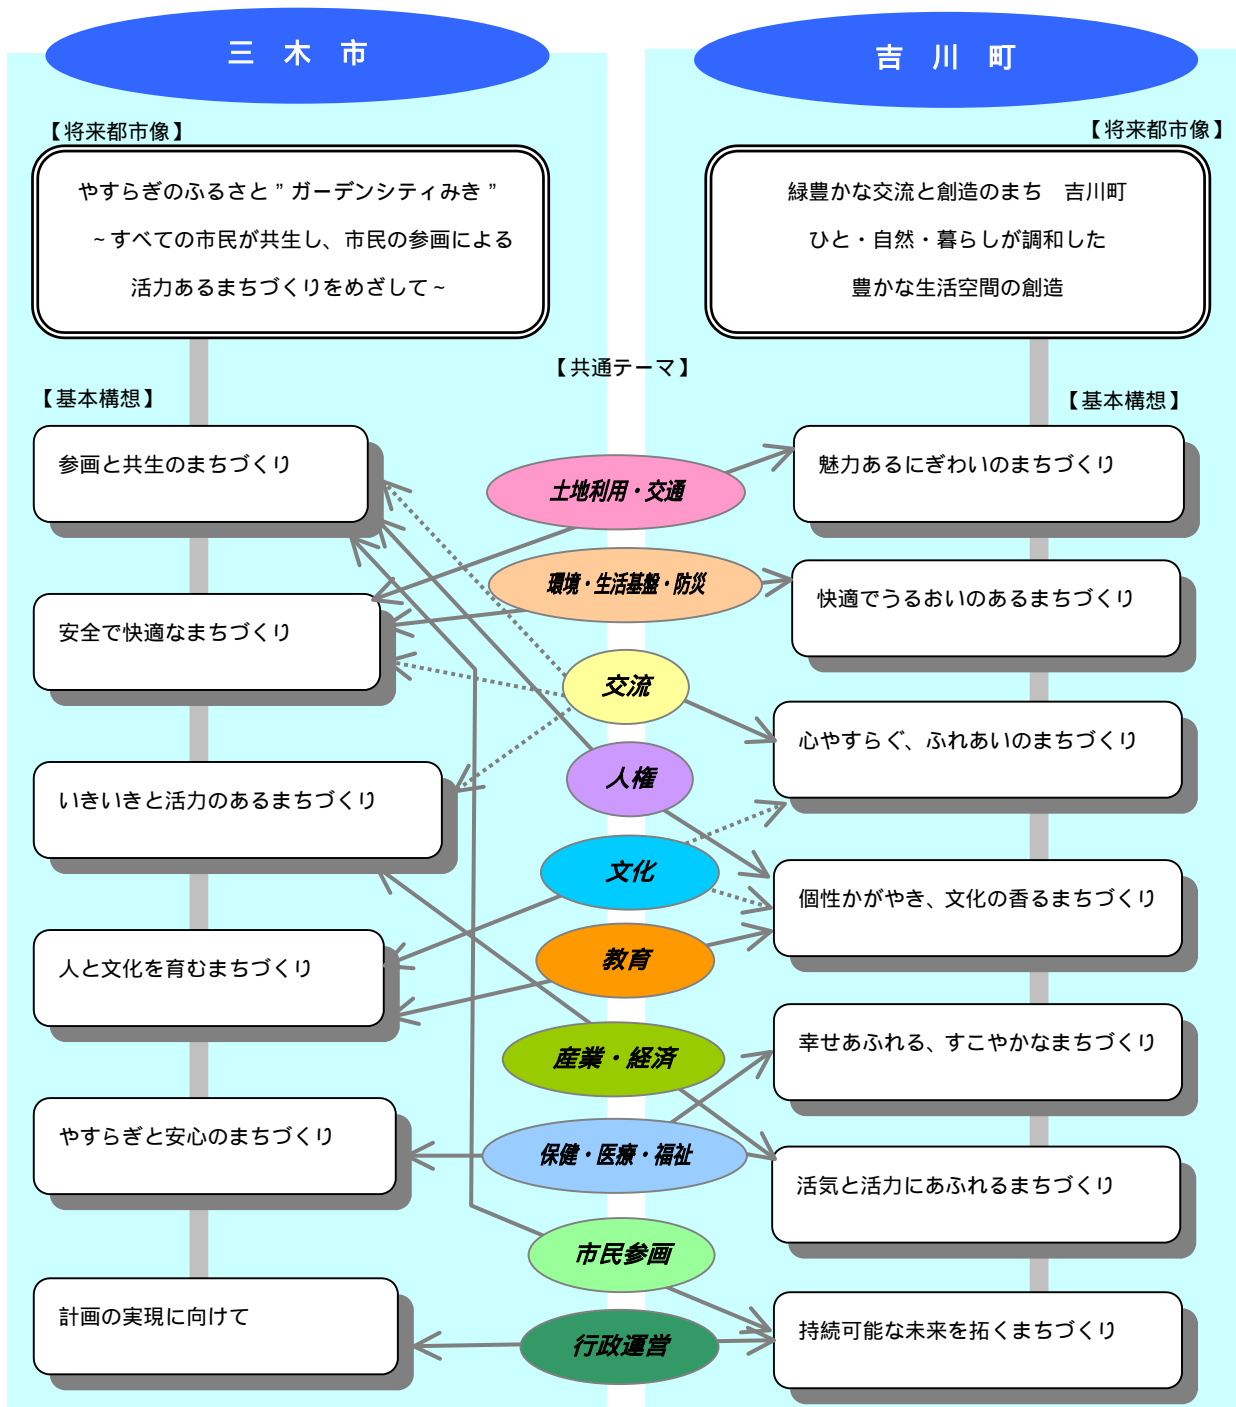 三　木　市
【将来都市像】
やすらぎのふるさと”ガーデンシティみき”
～すべての市民が共生し、市民の参画による
活力あるまちづくりをめざして～
【基本構想】
参画と共生のまちづくり
安全で快適なまちづくり
いきいきと活力のあるまちづくり
人と文化を育むまちづくり
やすらぎと安心のまちづくり
計画の実現に向けて
【共通テーマ】
土地利用・交通
環境・生活基盤・防災
交流
人権
文化
教育
産業・経済
保健・医療・福祉
市民参画
行政運営
吉　川　町
【将来都市像】
緑豊かな交流と創造のまち　吉川町
ひと・自然・暮らしが調和した
豊かな生活空間の創造
【基本構想】
魅力あるにぎわいのまちづくり
快適でうるおいのあるまちづくり
心やすらぐ、ふれあいのまちづくり
個性かがやき、文化の香るまちづくり
幸せあふれる、すこやかなまちづくり
活気と活力にあふれるまちづくり
持続可能な未来を拓くまちづくり